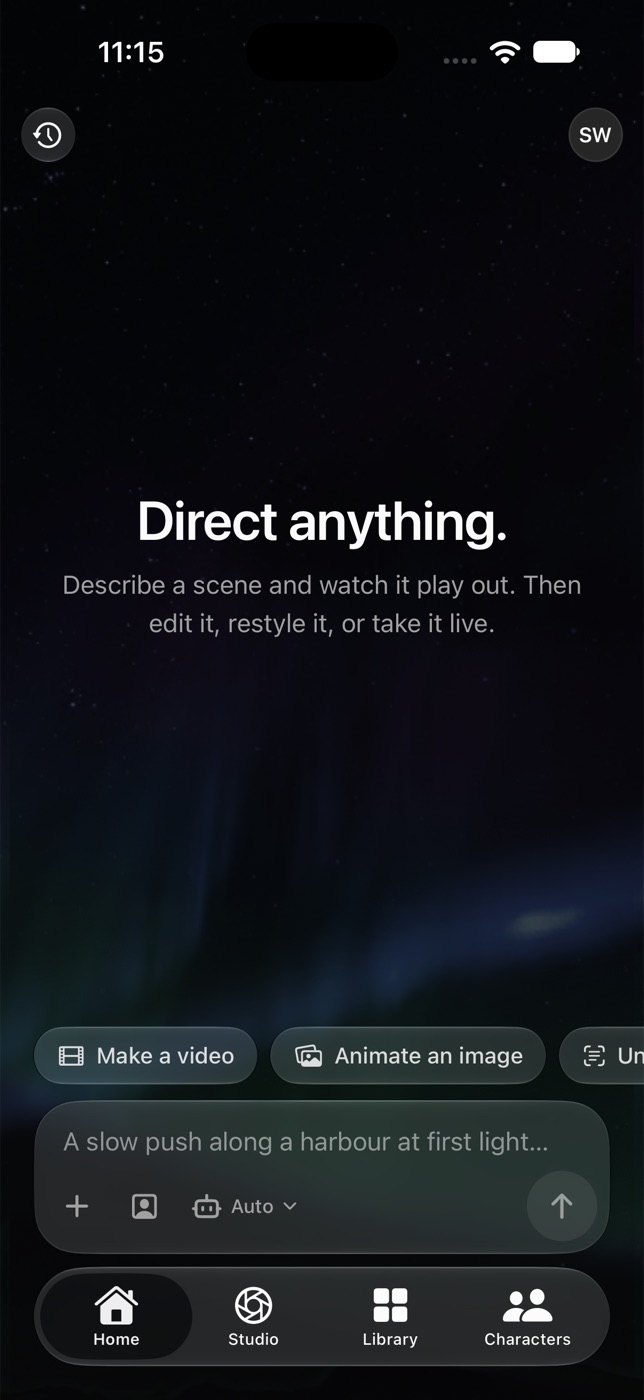 11:15
SW
Direct anything.
Describe a scene and watch it play out. Then
edit it, restyle it, or take it live.
Make a video
Animate an image
Un
A slow push along a harbour at first light...
Auto
Home
Studio
Library
Characters